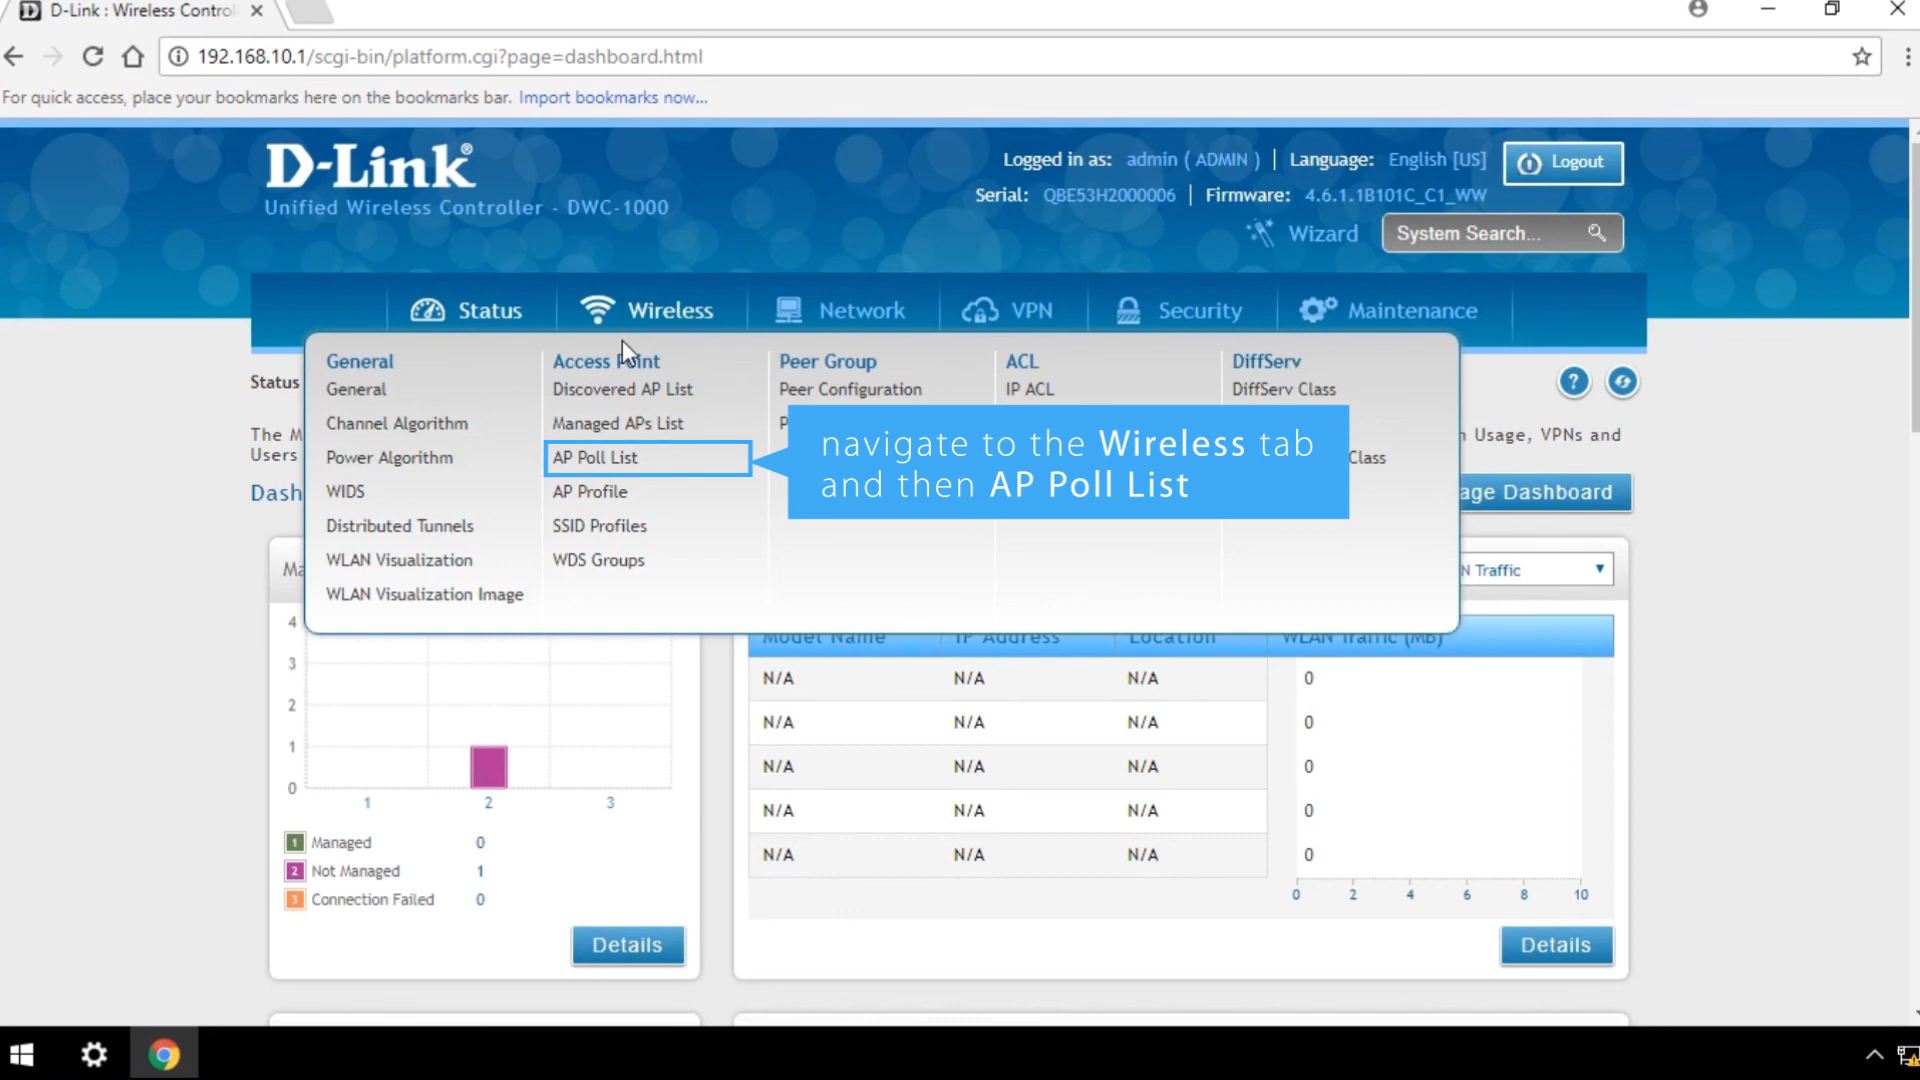 D-Link : Wireless Control
192.168.10.1/scgi-bin/platform.cgi?page=dashboard.html
For quick access, place your bookmarks here on the bookmarks bar. Import bookmarks now...
D-Link®
Unified Wireless Controller - DWC-1000
Logged in as: admin ( ADMIN ) | Language: English [US]
Logout
Serial: QBE53H2000006 | Firmware: 4.6.1.1B101C_C1_WW
Wizard
System Search...
Status
Wireless
Network
VPN
Security
Maintenance
General
General
Channel Algorithm
Power Algorithm
WIDS
Distributed Tunnels
WLAN Visualization
WLAN Visualization Image
Access Point
Discovered AP List
Managed APs List
AP Poll List
AP Profile
SSID Profiles
WDS Groups
Peer Group
Peer Configuration
P
ACL
IP ACL
DiffServ
DiffServ Class
Class
navigate to the Wireless tab
and then AP Poll List
Status
The M
Usage, VPNs and
Users
Dash
age Dashboard
Ma
N Traffic
4
3
2
1
0
1 2 3
1 Managed 0
2 Not Managed 1
3 Connection Failed 0
Details
Model Name IP Address Location WLAN Traffic (MB)
N/A N/A N/A 0
N/A N/A N/A 0
N/A N/A N/A 0
N/A N/A N/A 0
N/A N/A N/A 0
0 2 4 6 8 10
Details